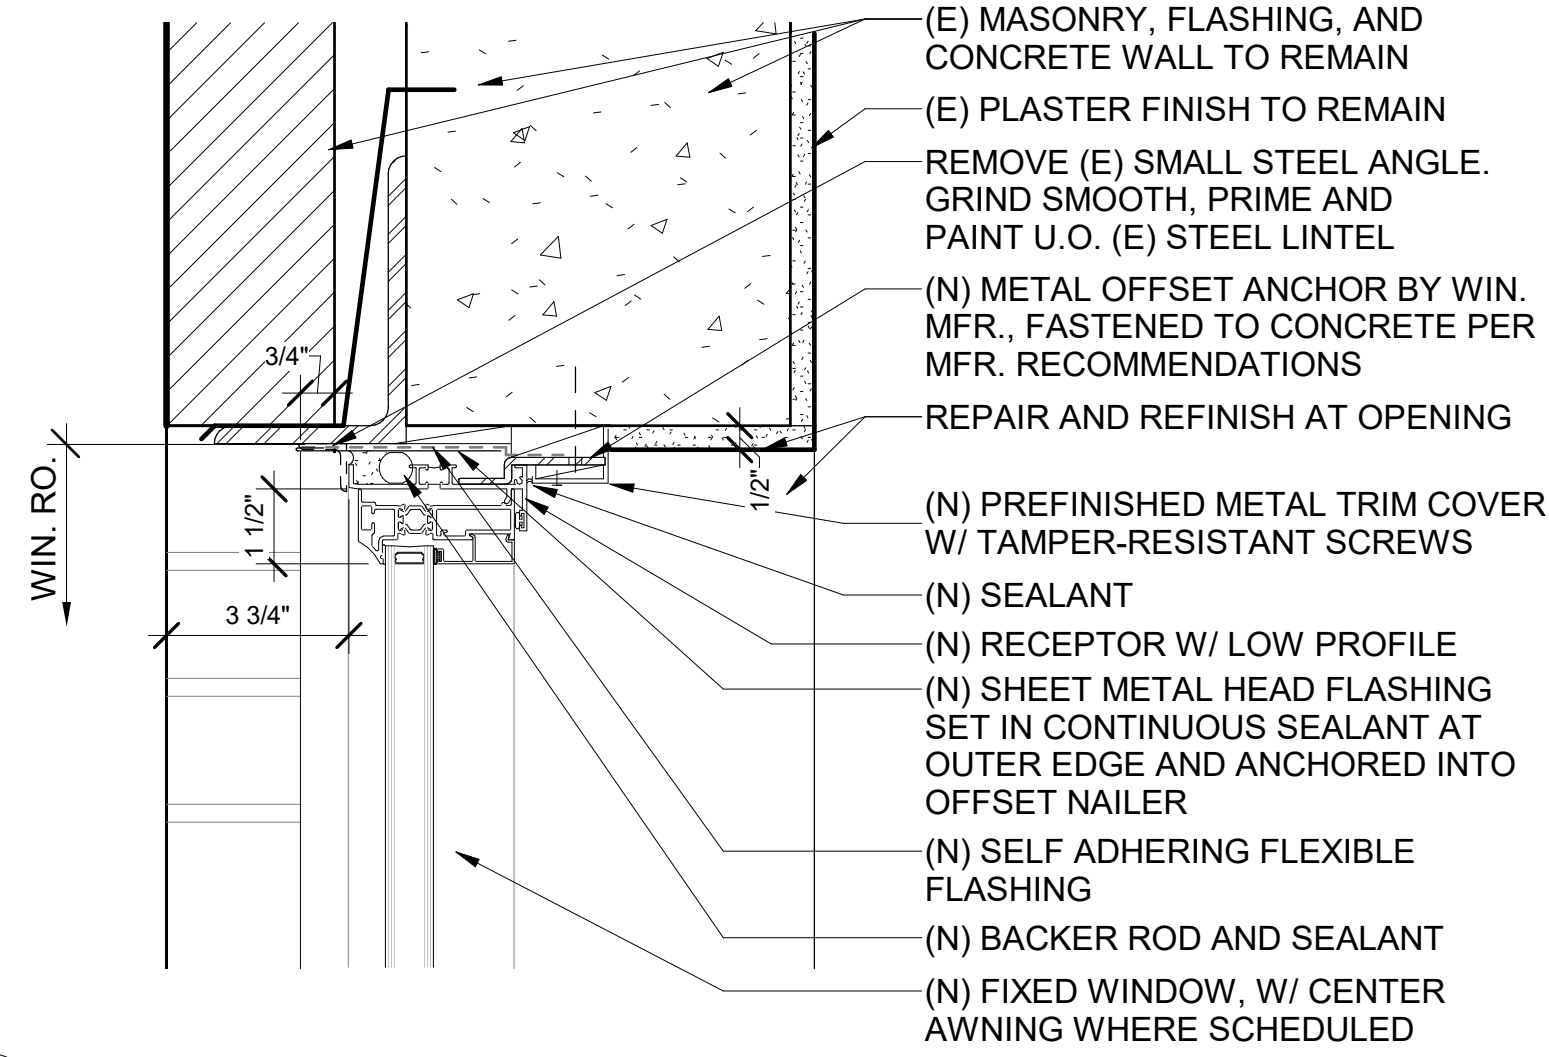 (E) MASONRY, FLASHING, AND
CONCRETE WALL TO REMAIN
(E) PLASTER FINISH TO REMAIN
REMOVE (E) SMALL STEEL ANGLE.
GRIND SMOOTH, PRIME AND
PAINT U.O. (E) STEEL LINTEL
(N) METAL OFFSET ANCHOR BY WIN.
MFR., FASTENED TO CONCRETE PER
MFR. RECOMMENDATIONS
REPAIR AND REFINISH AT OPENING
(N) PREFINISHED METAL TRIM COVER
W/ TAMPER-RESISTANT SCREWS
(N) SEALANT
(N) RECEPTOR W/ LOW PROFILE
(N) SHEET METAL HEAD FLASHING
SET IN CONTINUOUS SEALANT AT
OUTER EDGE AND ANCHORED INTO
OFFSET NAILER
(N) SELF ADHERING FLEXIBLE
FLASHING
(N) BACKER ROD AND SEALANT
(N) FIXED WINDOW, W/ CENTER
AWNING WHERE SCHEDULED
3/4"
WIN. RO.
1 1/2"
3 3/4"
1/2"